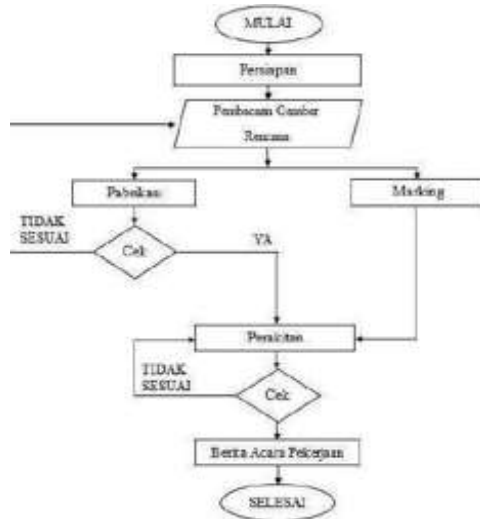 MULAI
Persiapan
Pembacaan Gambar
Rencana
Pabrikasi
Marking
TIDAK
SESUAI
Cek
YA
Perakitan
TIDAK
SESUAI
Cek
Berita Acara Pekerjaan
SELESAI